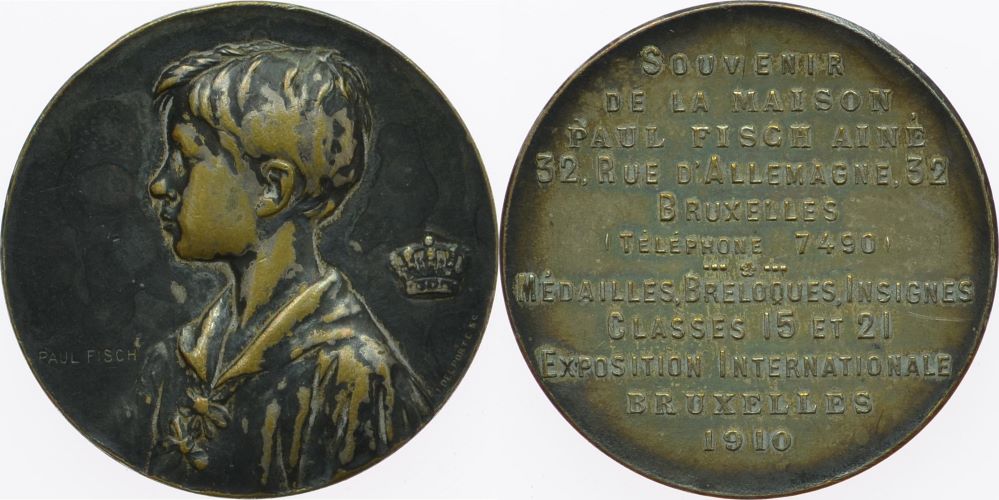 PAUL FISCH
SOUVENIR
DE LA MAISON
PAUL FISCH AINÉ
32, RUE D'ALLEMAGNE, 32
BRUXELLES
(TÉLÉPHONE 7490)
MÉDAILLES, BRELOQUES, INSIGNES
CLASSES 15 ET 21
EXPOSITION INTERNATIONALE
BRUXELLES
1910